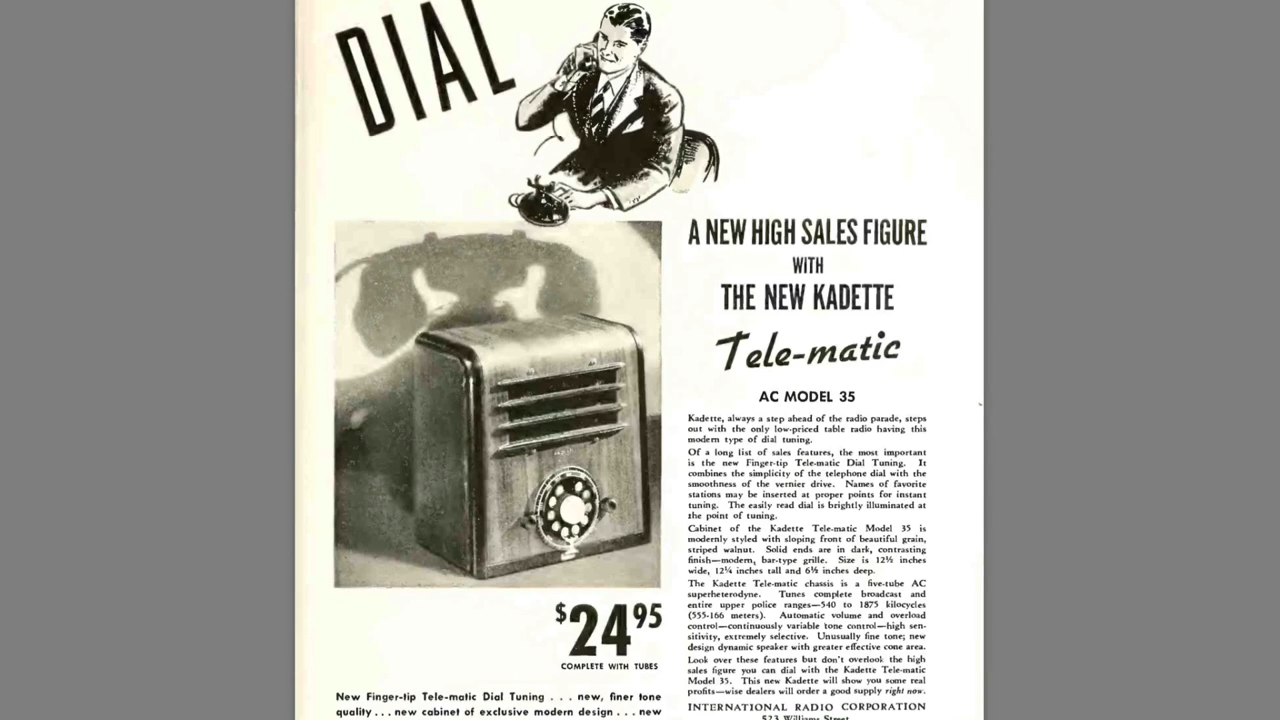 DIAL
A NEW HIGH SALES FIGURE
WITH
THE NEW KADETTE
Tele-matic
AC MODEL 35
Kadette, always a step ahead of the radio parade, steps
out with the only low-priced table radio having this
modern type of dial tuning.
Of a long list of sales features, the most important
is the new Finger-tip Tele-matic Dial Tuning. It
combines the simplicity of the telephone dial with the
smoothness of the vernier drive. Names of favorite
stations may be inserted at proper points for instant
tuning. The easily read dial is brightly illuminated at
the point of tuning.
Cabinet of the Kadette Tele-matic Model 35 is
modernly styled with sloping front of beautiful grain,
striped walnut. Solid ends are in dark, contrasting
finish—modern, bar-type grille. Size is 12½ inches
wide, 12¼ inches tall and 6½ inches deep.
The Kadette Tele-matic chassis is a five-tube AC
superheterodyne. Tunes complete broadcast and
entire upper police ranges—540 to 1875 kilocycles
(555-166 meters). Automatic volume and overload
control—continuously variable tone control—high sen-
sitivity, extremely selective. Unusually fine tone; new
design dynamic speaker with greater effective cone area.
Look over these features but don't overlook the high
sales figure you can dial with the Kadette Tele-matic
Model 35. This new Kadette will show you some real
profits—wise dealers will order a good supply right now.
INTERNATIONAL RADIO CORPORATION
523 Williams Street
$24.95
COMPLETE WITH TUBES
New Finger-tip Tele-matic Dial Tuning . . . new, finer tone
quality . . . new cabinet of exclusive modern design . . . new